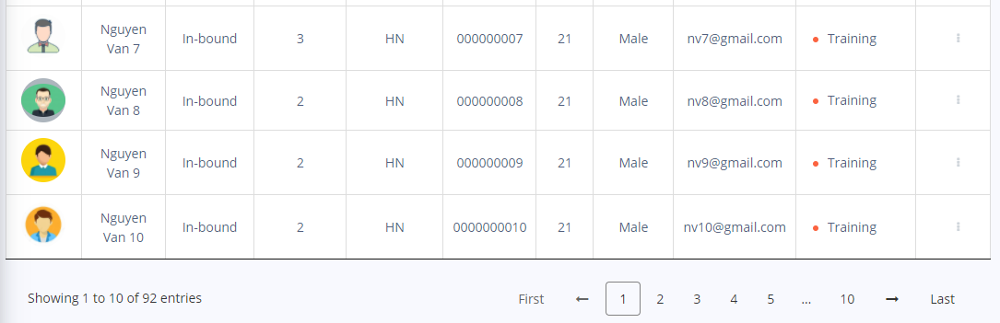 Nguyen
Van 7
In-bound 3 HN 000000007 21 Male nv7@gmail.com Training
Nguyen
Van 8
In-bound 2 HN 000000008 21 Male nv8@gmail.com Training
Nguyen
Van 9
In-bound 2 HN 000000009 21 Male nv9@gmail.com Training
Nguyen
Van 10
In-bound 2 HN 0000000010 21 Male nv10@gmail.com Training
Showing 1 to 10 of 92 entries First ← 1 2 3 4 5 ... 10 → Last